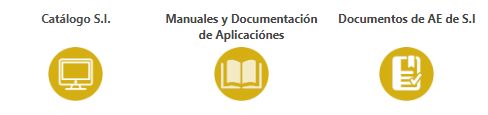 Catálogo S.I.
Manuales y Documentación
de Aplicaciónes
Documentos de AE de S.I